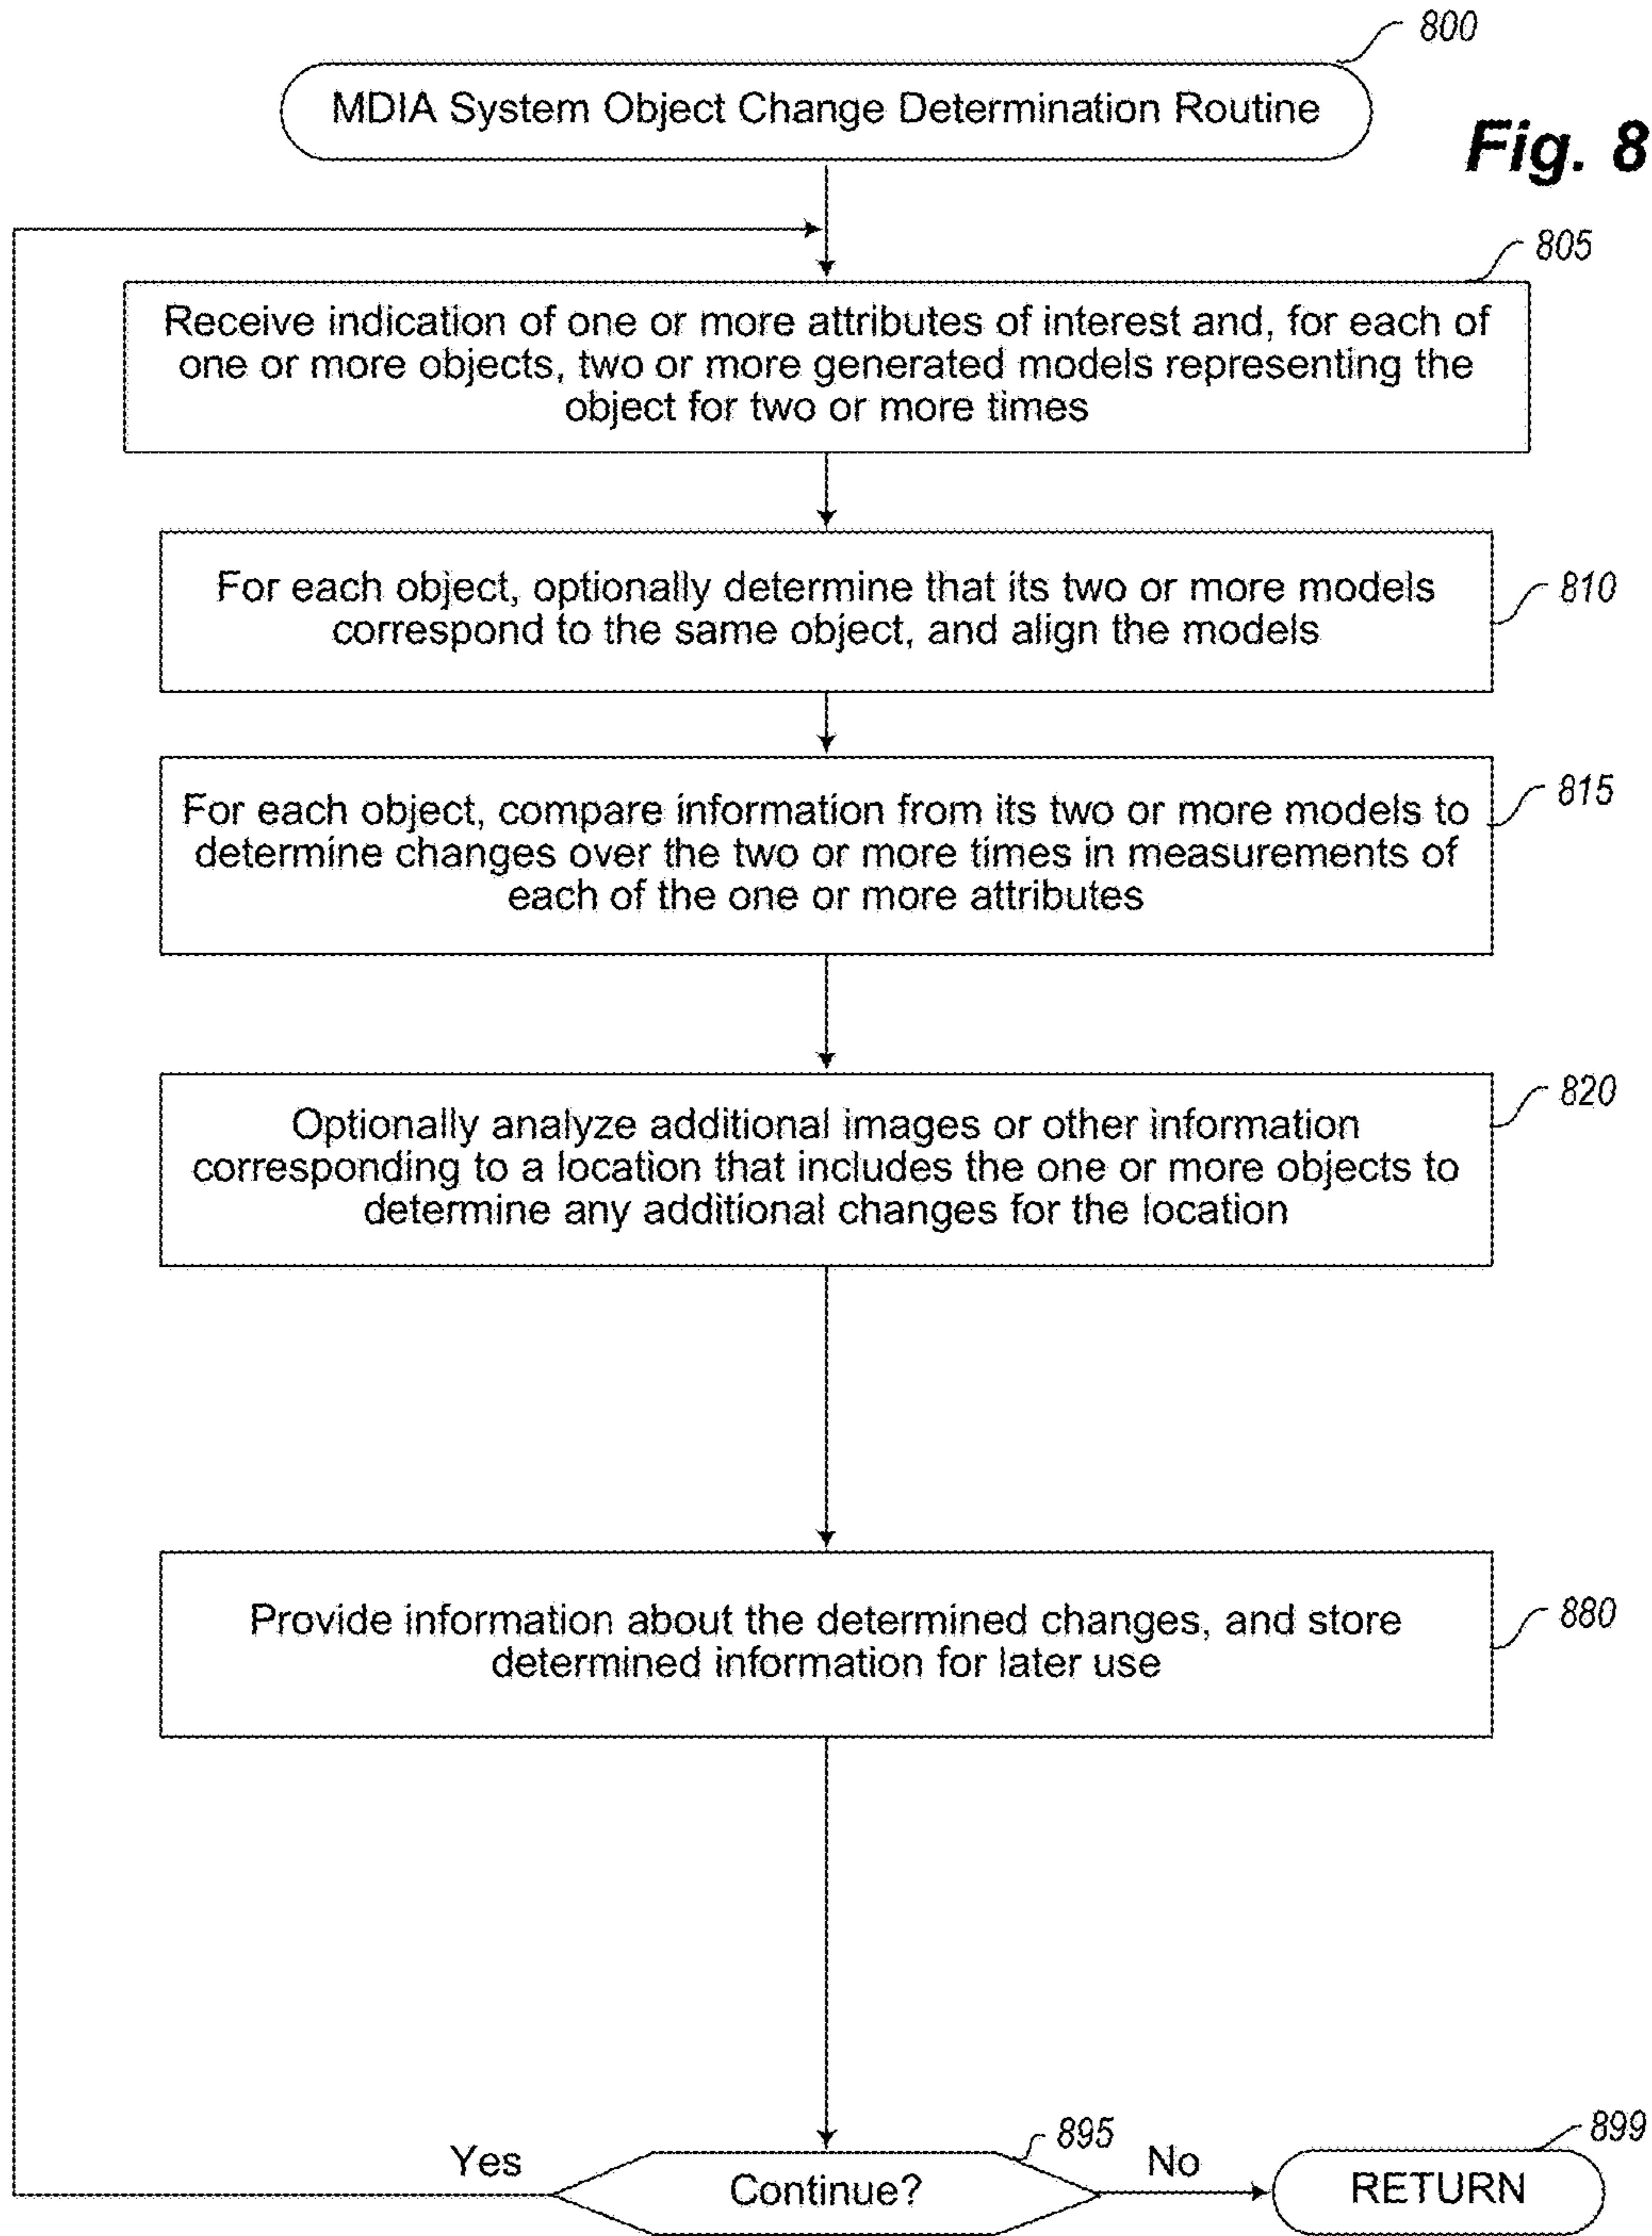 800
MDIA System Object Change Determination Routine
Fig. 8
805
Receive indication of one or more attributes of interest and, for each of
one or more objects, two or more generated models representing the
object for two or more times
For each object, optionally determine that its two or more models
correspond to the same object, and align the models
810
For each object, compare information from its two or more models to
determine changes over the two or more times in measurements of
each of the one or more attributes
815
Optionally analyze additional images or other information
corresponding to a location that includes the one or more objects to
determine any additional changes for the location
820
Provide information about the determined changes, and store
determined information for later use
880
895
899
Yes
Continue?
No
RETURN